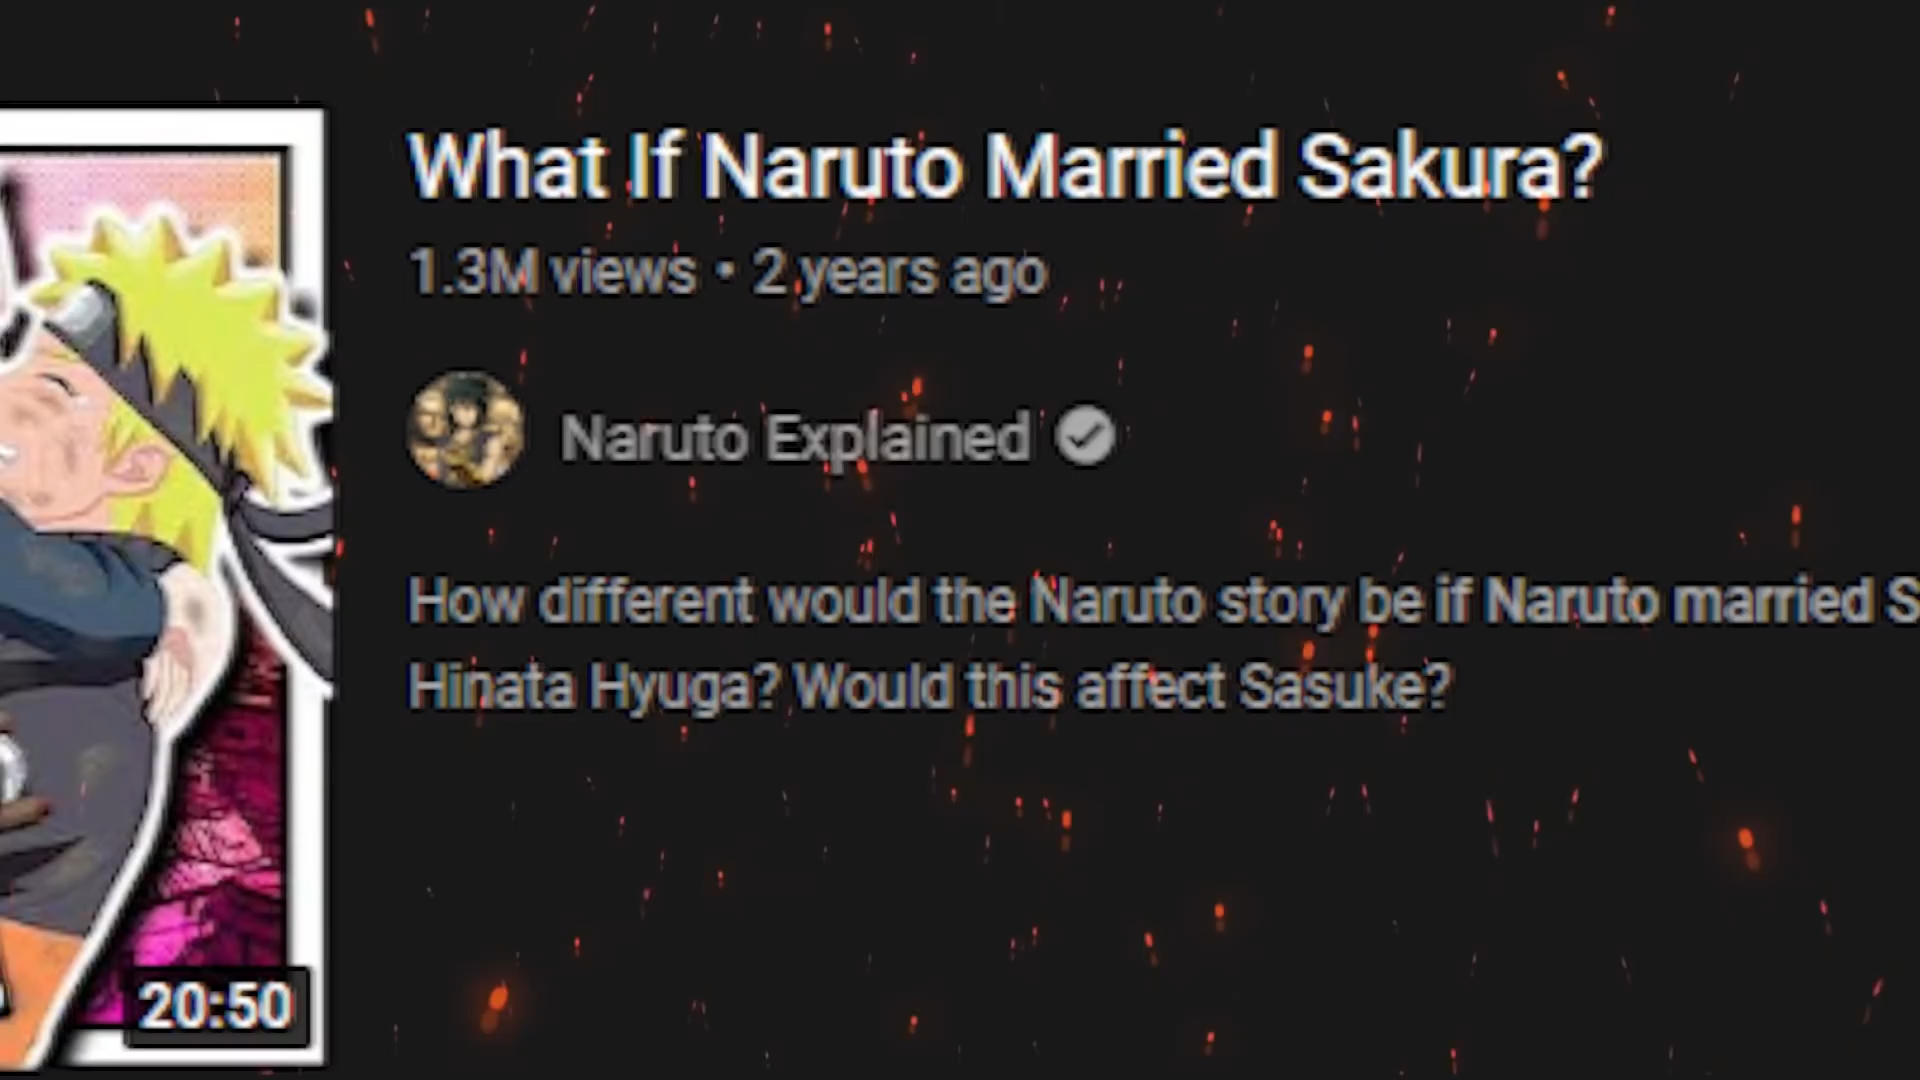 What If Naruto Married Sakura?
1.3M views • 2 years ago
Naruto Explained
How different would the Naruto story be if Naruto married S
Hinata Hyuga? Would this affect Sasuke?
20:50